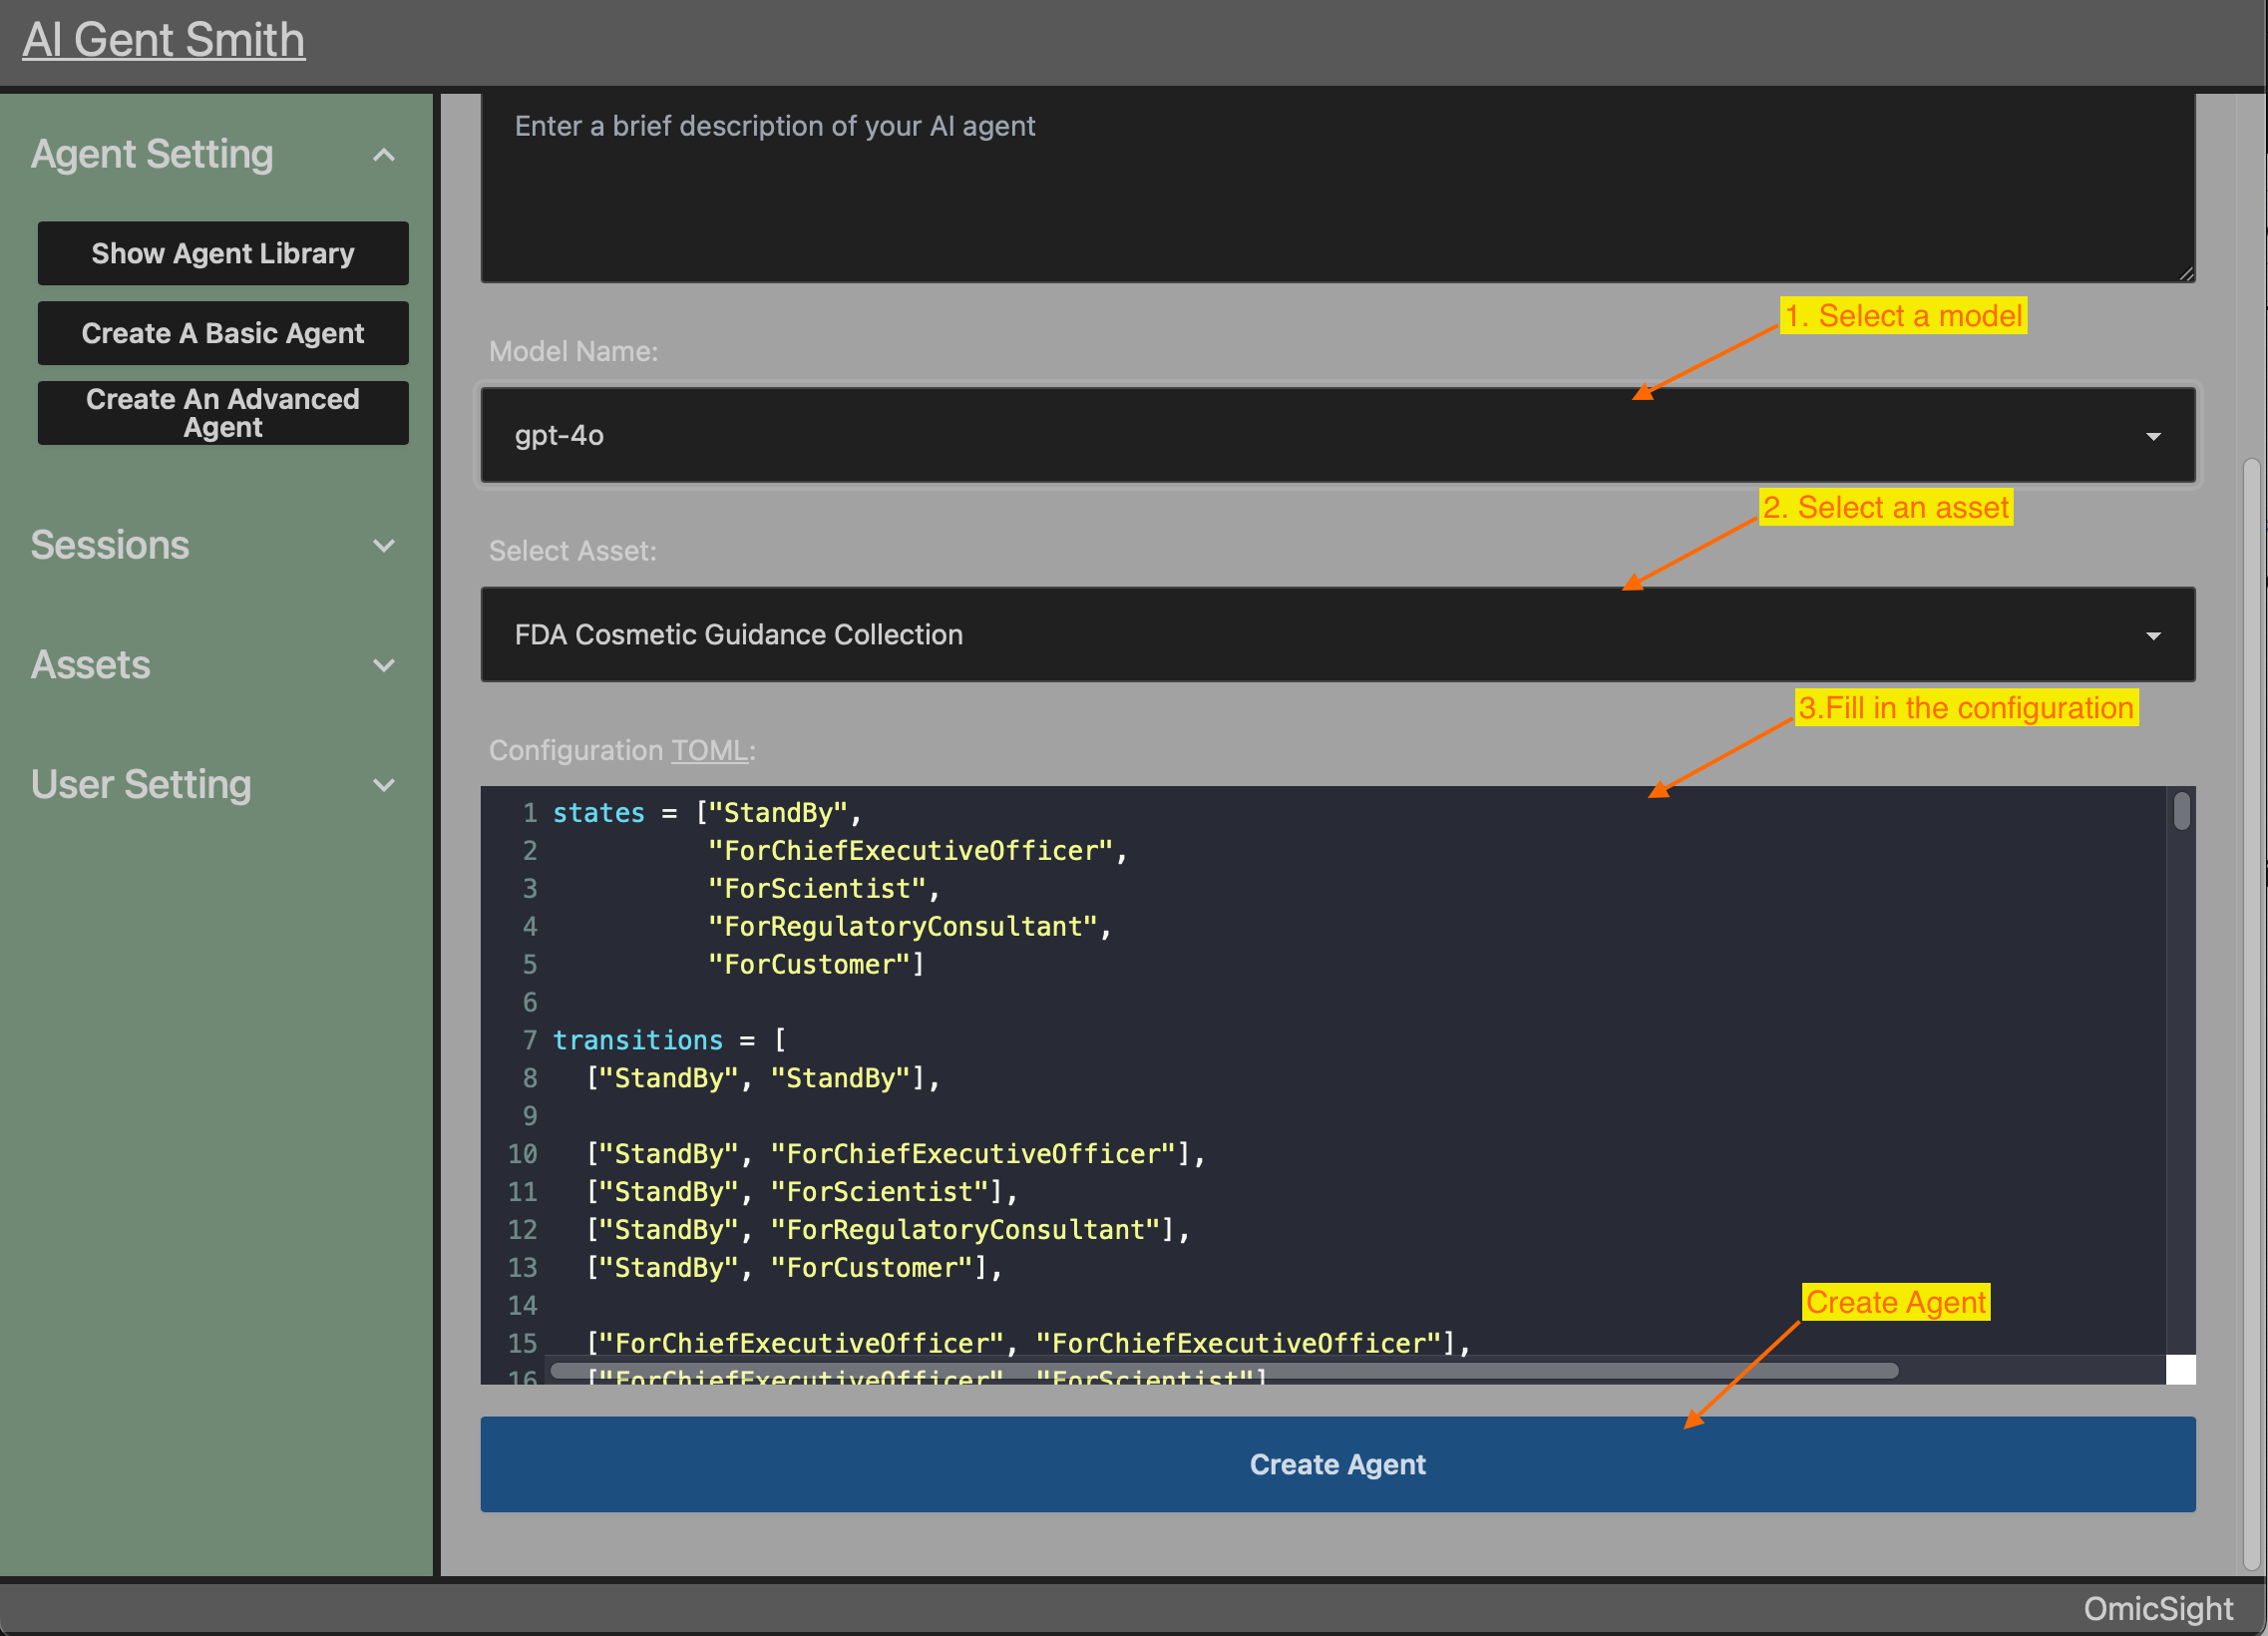 AI Gent Smith
Agent Setting
Show Agent Library
Create A Basic Agent
Create An Advanced
Agent
Sessions
Assets
User Setting
Enter a brief description of your AI agent
1. Select a model
Model Name:
gpt-4o
2. Select an asset
Select Asset:
FDA Cosmetic Guidance Collection
3.Fill in the configuration
Configuration TOML:
1 states = ["StandBy",
2 "ForChiefExecutiveOfficer",
3 "ForScientist",
4 "ForRegulatoryConsultant",
5 "ForCustomer"]
6
7 transitions = [
8 ["StandBy", "StandBy"],
9
10 ["StandBy", "ForChiefExecutiveOfficer"],
11 ["StandBy", "ForScientist"],
12 ["StandBy", "ForRegulatoryConsultant"],
13 ["StandBy", "ForCustomer"],
14
Create Agent
15 ["ForChiefExecutiveOfficer", "ForChiefExecutiveOfficer"],
16 ["ForChiefExecutiveOfficer", "ForScientist"]
Create Agent
OmicSight